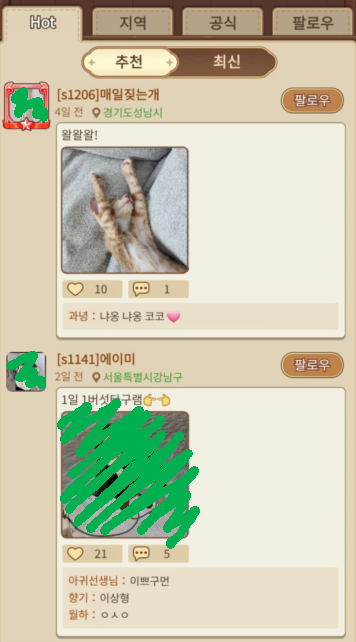 Hot 지역 공식 팔로우
추천 최신
[s1206]매일짖는개 팔로우
4일 전 경기도성남시
왈왈왈!
10 1
과녕 : 냐옹 냐옹 코코
[s1141]에이미 팔로우
2일 전 서울특별시강남구
1일 1버섯탕구램
21 5
아귀선생님 : 이쁘구먼
향기 : 이상형
월하 : ㅇㅅㅇ